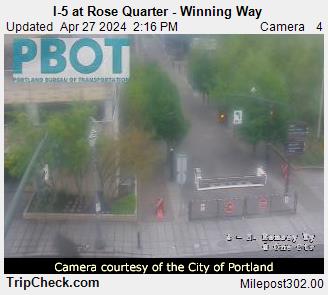 I-5 at Rose Quarter - Winning Way
Updated Apr 27 2024 2:16 PM Camera 4
PBOT
PORTLAND BUREAU OF TRANSPORTATION
Camera courtesy of the City of Portland
TripCheck.com Milepost302.00